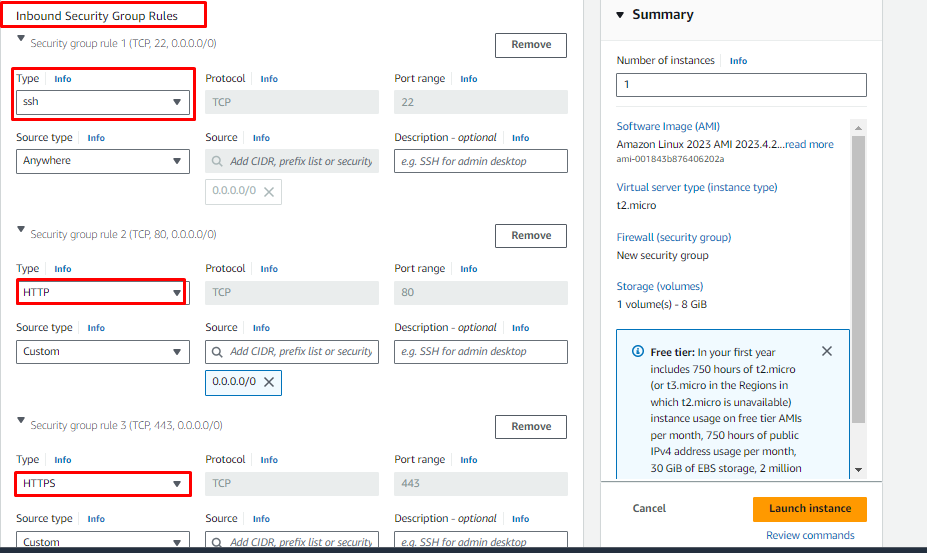 Inbound Security Group Rules
Security group rule 1 (TCP, 22, 0.0.0.0/0)
Remove
Type Info Protocol Info Port range Info
ssh TCP 22
Source type Info Source Info Description - optional Info
Anywhere Add CIDR, prefix list or security e.g. SSH for admin desktop
0.0.0.0/0
Security group rule 2 (TCP, 80, 0.0.0.0/0)
Remove
Type Info Protocol Info Port range Info
HTTP TCP 80
Source type Info Source Info Description - optional Info
Custom Add CIDR, prefix list or security e.g. SSH for admin desktop
0.0.0.0/0
Security group rule 3 (TCP, 443, 0.0.0.0/0)
Remove
Type Info Protocol Info Port range Info
HTTPS TCP 443
Source type Info Source Info Description - optional Info
Custom Add CIDR, prefix list or security e.g. SSH for admin desktop
Summary
Number of instances Info
1
Software Image (AMI)
Amazon Linux 2023 AMI 2023.4.2...read more
ami-001843b876406202a
Virtual server type (instance type)
t2.micro
Firewall (security group)
New security group
Storage (volumes)
1 volume(s) - 8 GiB
Free tier: In your first year
includes 750 hours of t2.micro
(or t3.micro in the Regions in
which t2.micro is unavailable)
instance usage on free tier AMIs
per month, 750 hours of public
IPv4 address usage per month,
30 GiB of EBS storage, 2 million
Cancel
Launch instance
Review commands